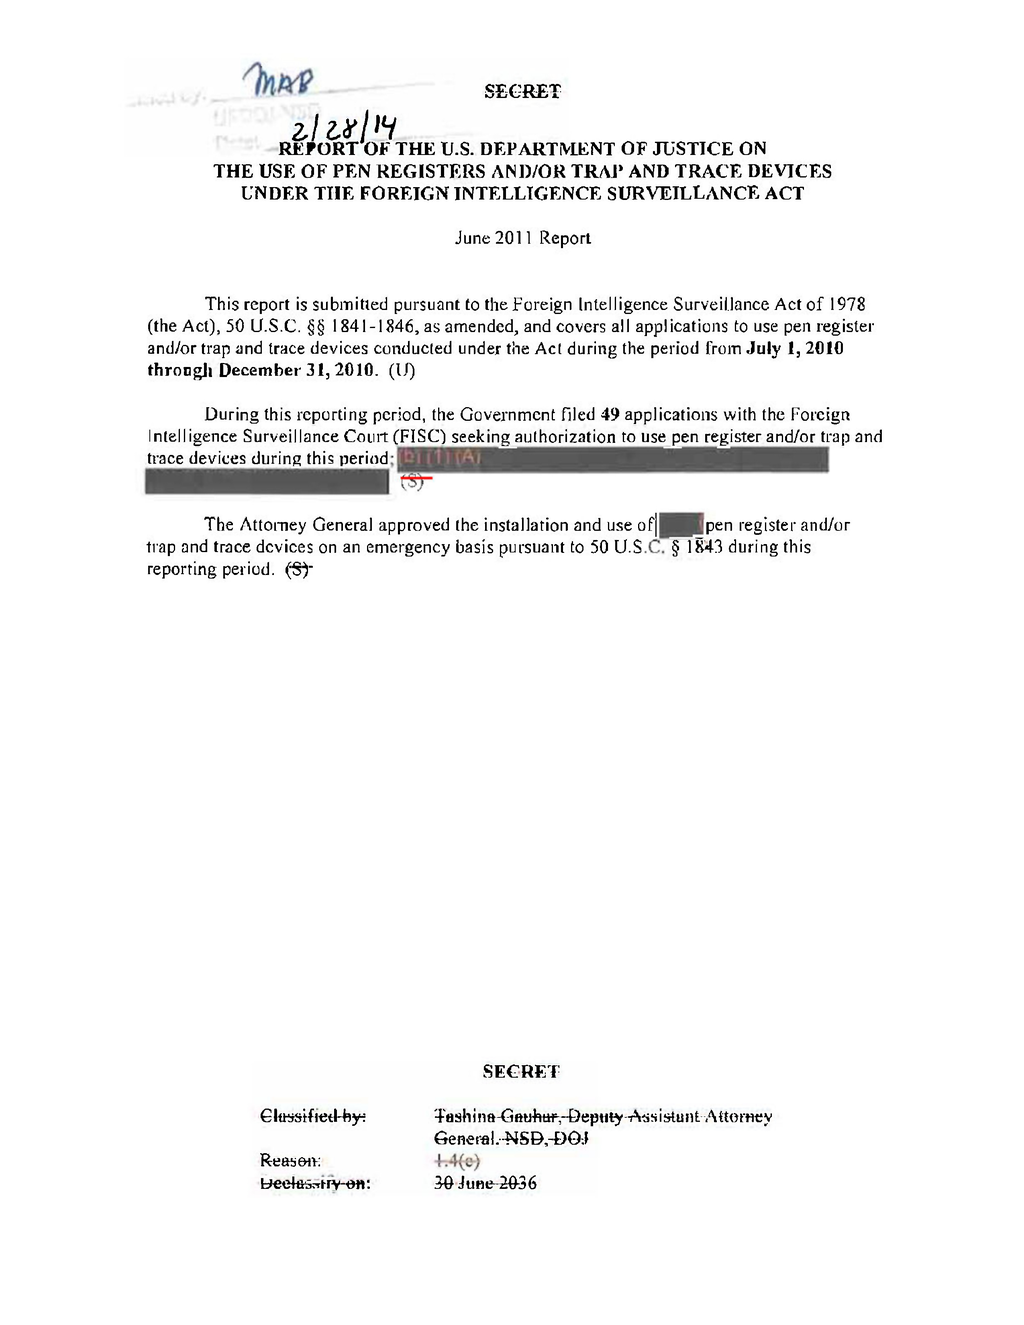 MAB
SECRET
2/28/14
REPORT OF THE U.S. DEPARTMENT OF JUSTICE ON
THE USE OF PEN REGISTERS AND/OR TRAP AND TRACE DEVICES
UNDER THE FOREIGN INTELLIGENCE SURVEILLANCE ACT
June 2011 Report
This report is submitted pursuant to the Foreign Intelligence Surveillance Act of 1978
(the Act), 50 U.S.C. §§ 1841-1846, as amended, and covers all applications to use pen register
and/or trap and trace devices conducted under the Act during the period from July 1, 2010
through December 31, 2010. (U)
During this reporting period, the Government filed 49 applications with the Foreign
Intelligence Surveillance Court (FISC) seeking authorization to use pen register and/or trap and
trace devices during this period; (b) (1) (A)
(S)
The Attorney General approved the installation and use of pen register and/or
trap and trace devices on an emergency basis pursuant to 50 U.S.C. § 1843 during this
reporting period. (S)
SECRET
Classified by: Tashina Gauhar, Deputy Assistant Attorney
General, NSD, DOJ
Reason: 1.4(c)
Declassify on: 30 June 2036